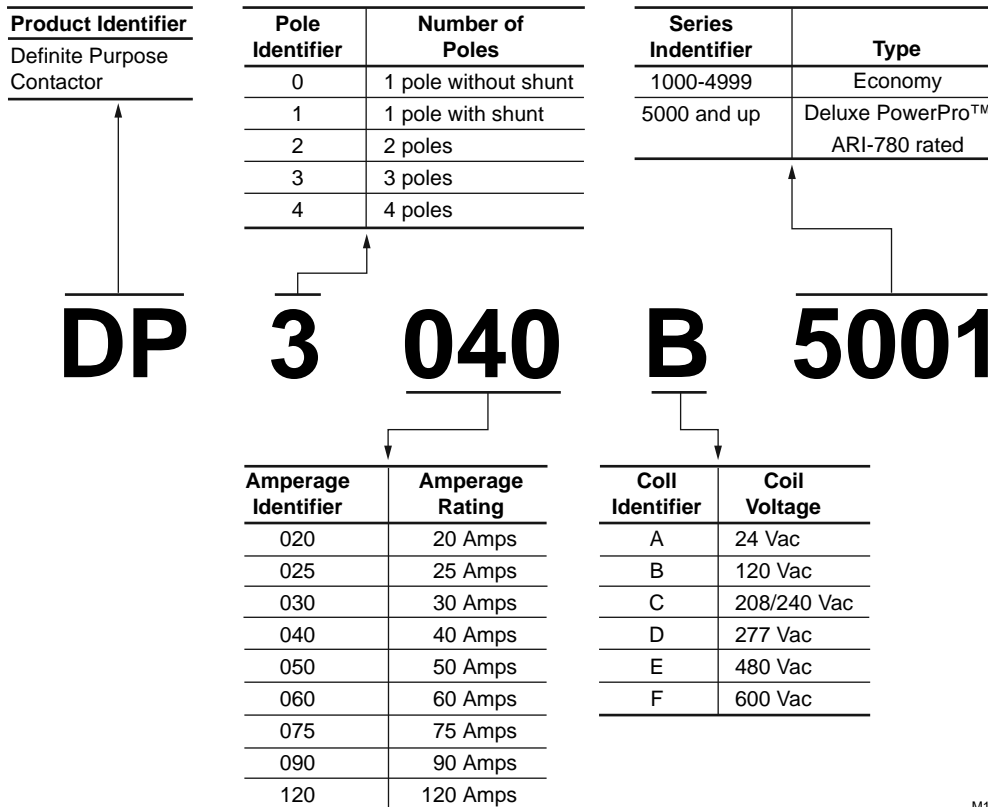 Product Identifier
Definite Purpose
Contactor
Pole Identifier Number of Poles
0 1 pole without shunt
1 1 pole with shunt
2 2 poles
3 3 poles
4 4 poles
Series Indentifier Type
1000-4999 Economy
5000 and up Deluxe PowerPro™
ARI-780 rated
DP 3 040 B 5001
Amperage Identifier Amperage Rating
020 20 Amps
025 25 Amps
030 30 Amps
040 40 Amps
050 50 Amps
060 60 Amps
075 75 Amps
090 90 Amps
120 120 Amps
Coll Identifier Coil Voltage
A 24 Vac
B 120 Vac
C 208/240 Vac
D 277 Vac
E 480 Vac
F 600 Vac